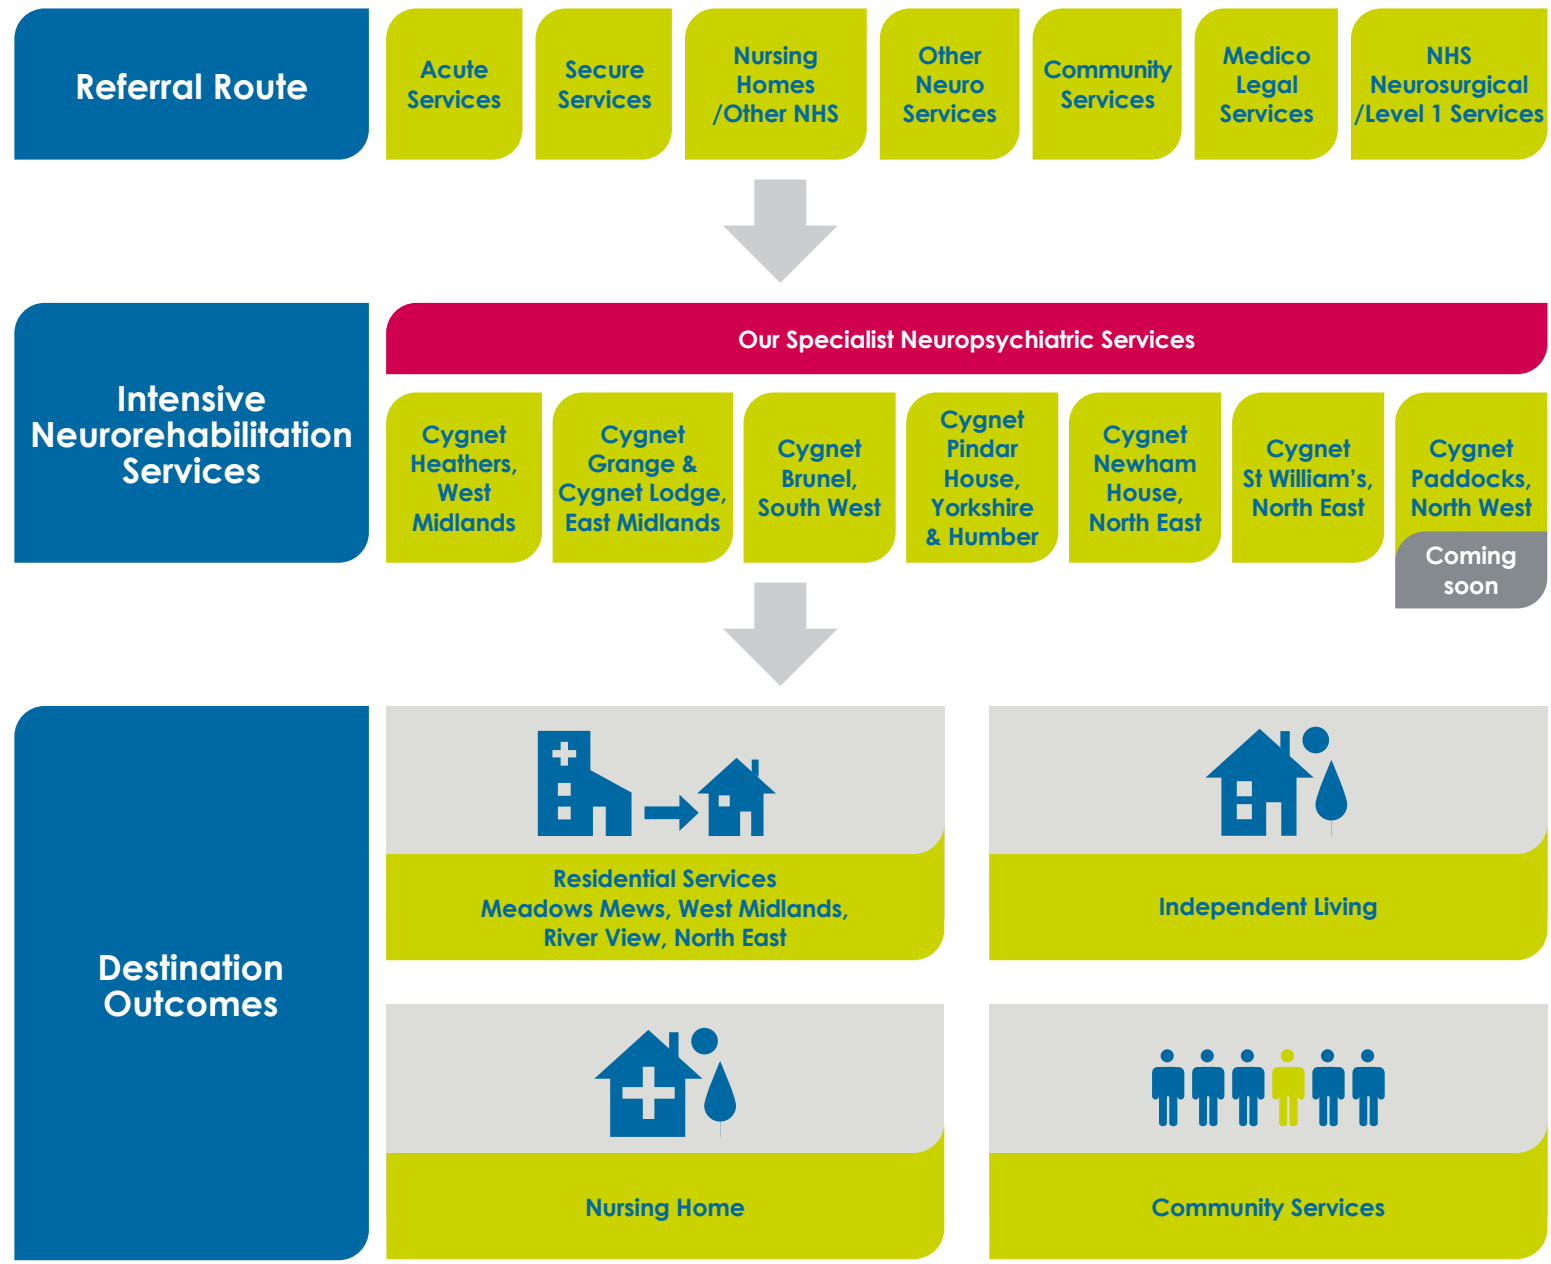 Referral Route
Acute
Services
Secure
Services
Nursing
Homes
/Other NHS
Other
Neuro
Services
Community
Services
Medico
Legal
Services
NHS
Neurosurgical
/Level 1 Services
Intensive
Neurorehabilitation
Services
Our Specialist Neuropsychiatric Services
Cygnet
Heathers,
West
Midlands
Cygnet
Grange &
Cygnet Lodge,
East Midlands
Cygnet
Brunel,
South West
Cygnet
Pindar
House,
Yorkshire
& Humber
Cygnet
Newham
House,
North East
Cygnet
St William’s,
North East
Cygnet
Paddocks,
North West
Coming
soon
Destination
Outcomes
Residential Services
Meadows Mews, West Midlands,
River View, North East
Independent Living
Nursing Home
Community Services